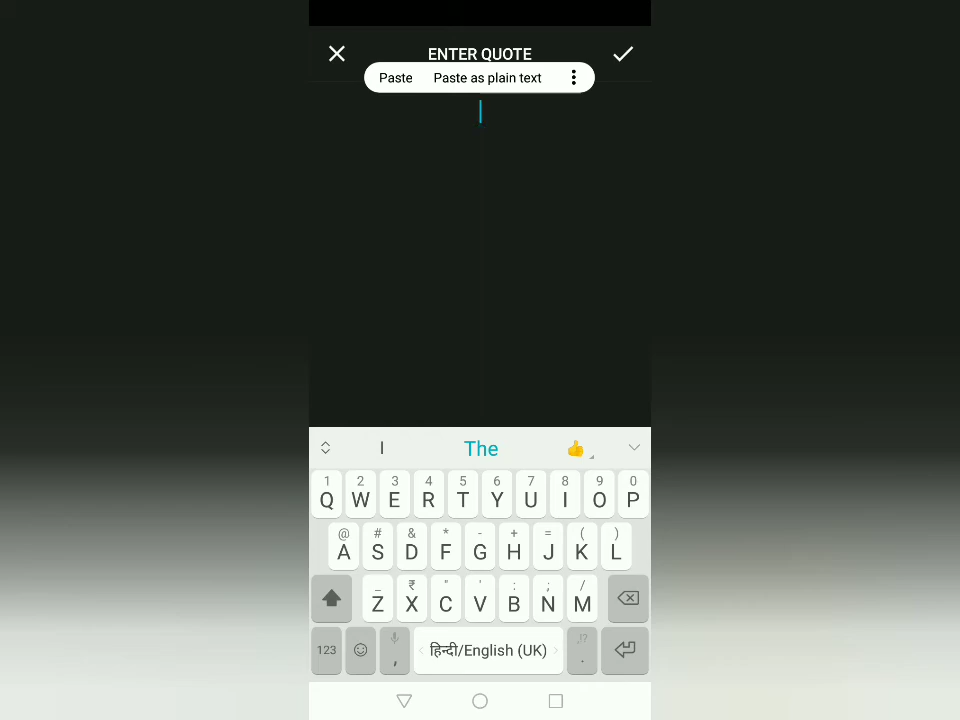 ENTER QUOTE
Paste Paste as plain text
I The 👍
1 2 3 4 5 6 7 8 9 0
Q W E R T Y U I O P
@ # & * - + = ( )
A S D F G H J K L
_ ₹ " ' : ; /
Z X C V B N M
123 , हिन्दी/English (UK) ,!? .